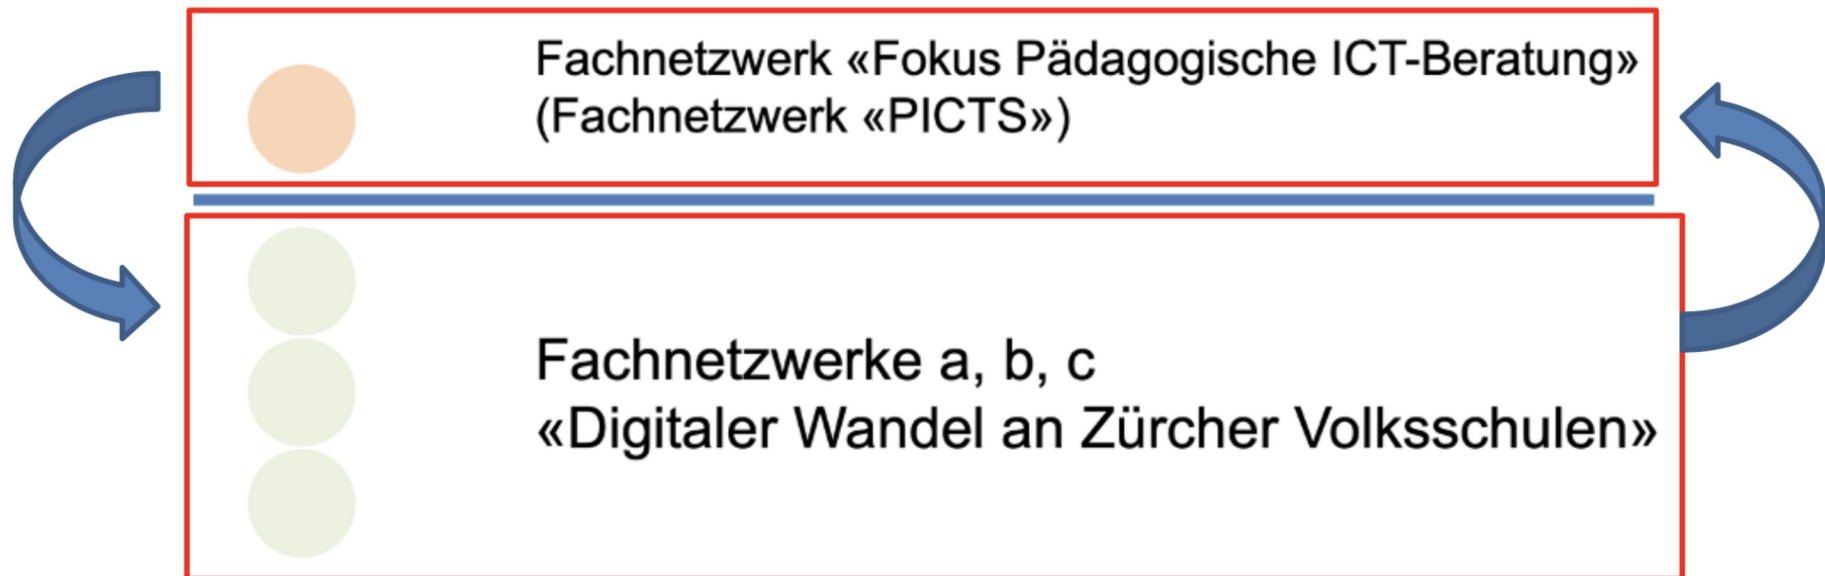 Fachnetzwerk «Fokus Pädagogische ICT-Beratung»
(Fachnetzwerk «PICTS»)
Fachnetzwerke a, b, c
«Digitaler Wandel an Zürcher Volksschulen»